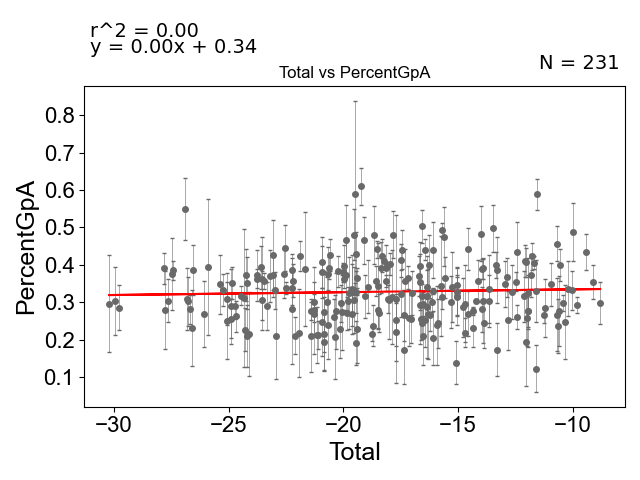 r^2 = 0.00
y = 0.00x + 0.34
N = 231
Total vs PercentGpA
0.8
0.7
0.6
0.5
0.4
0.3
0.2
0.1
PercentGpA
−30
−25
−20
−15
−10
Total